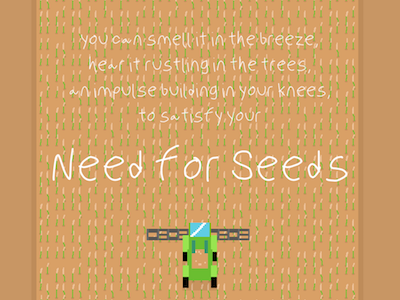 you can smell it in the breeze,
hear it rustling in the trees,
an impulse building in your knees,
to satisfy your
Need for Seeds